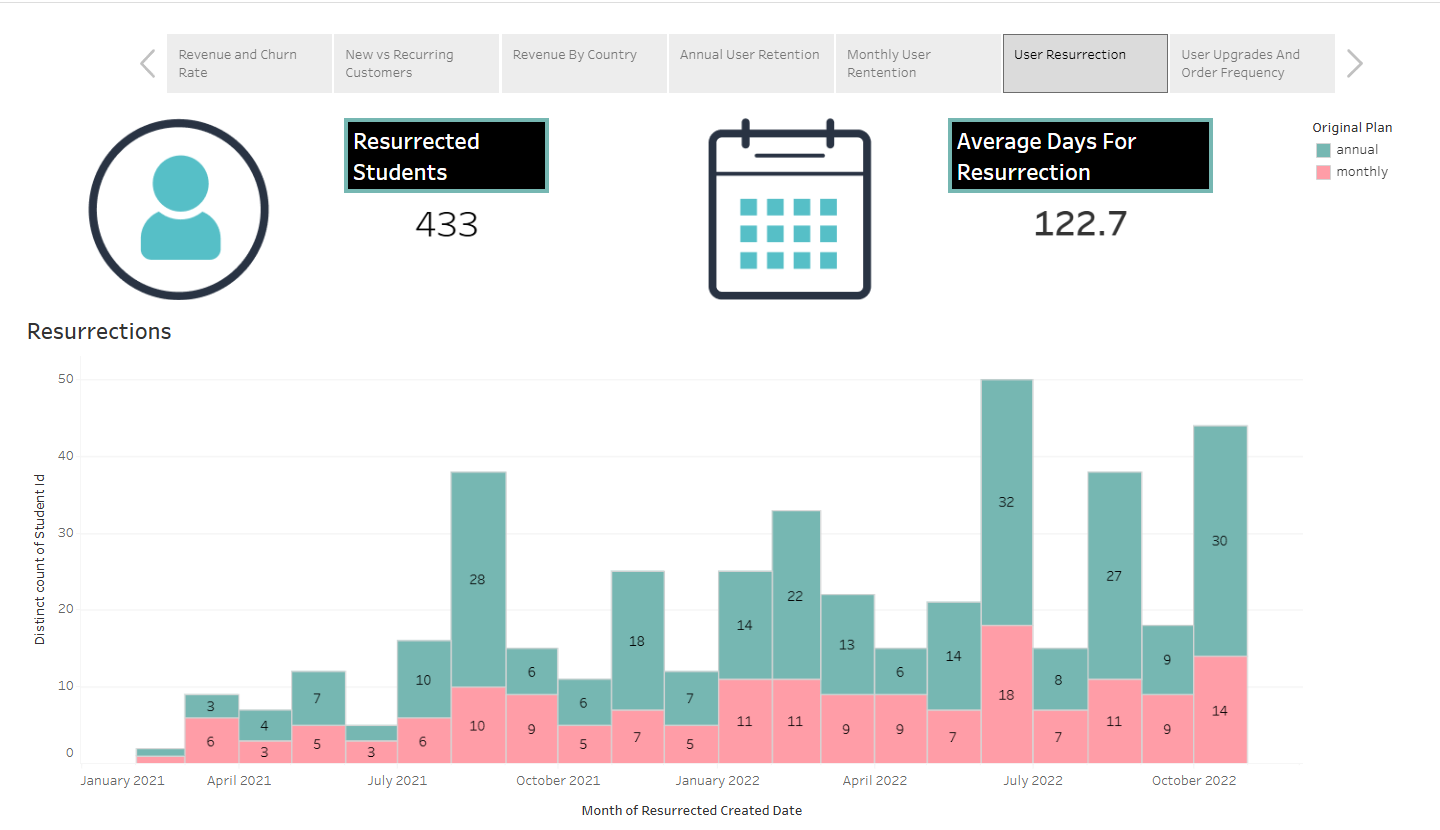 Revenue and Churn
Rate
New vs Recurring
Customers
Revenue By Country
Annual User Retention
Monthly User
Rentention
User Resurrection
User Upgrades And
Order Frequency
Resurrected
Students
433
Average Days For
Resurrection
122.7
Original Plan
annual
monthly
Resurrections
Distinct count of Student Id
50
40
30
20
10
0
3
6
4
3
7
5
3
10
6
28
10
6
9
6
5
18
7
7
5
14
11
22
11
13
9
6
9
14
7
32
18
8
7
27
11
9
9
30
14
January 2021
April 2021
July 2021
October 2021
January 2022
April 2022
July 2022
October 2022
Month of Resurrected Created Date